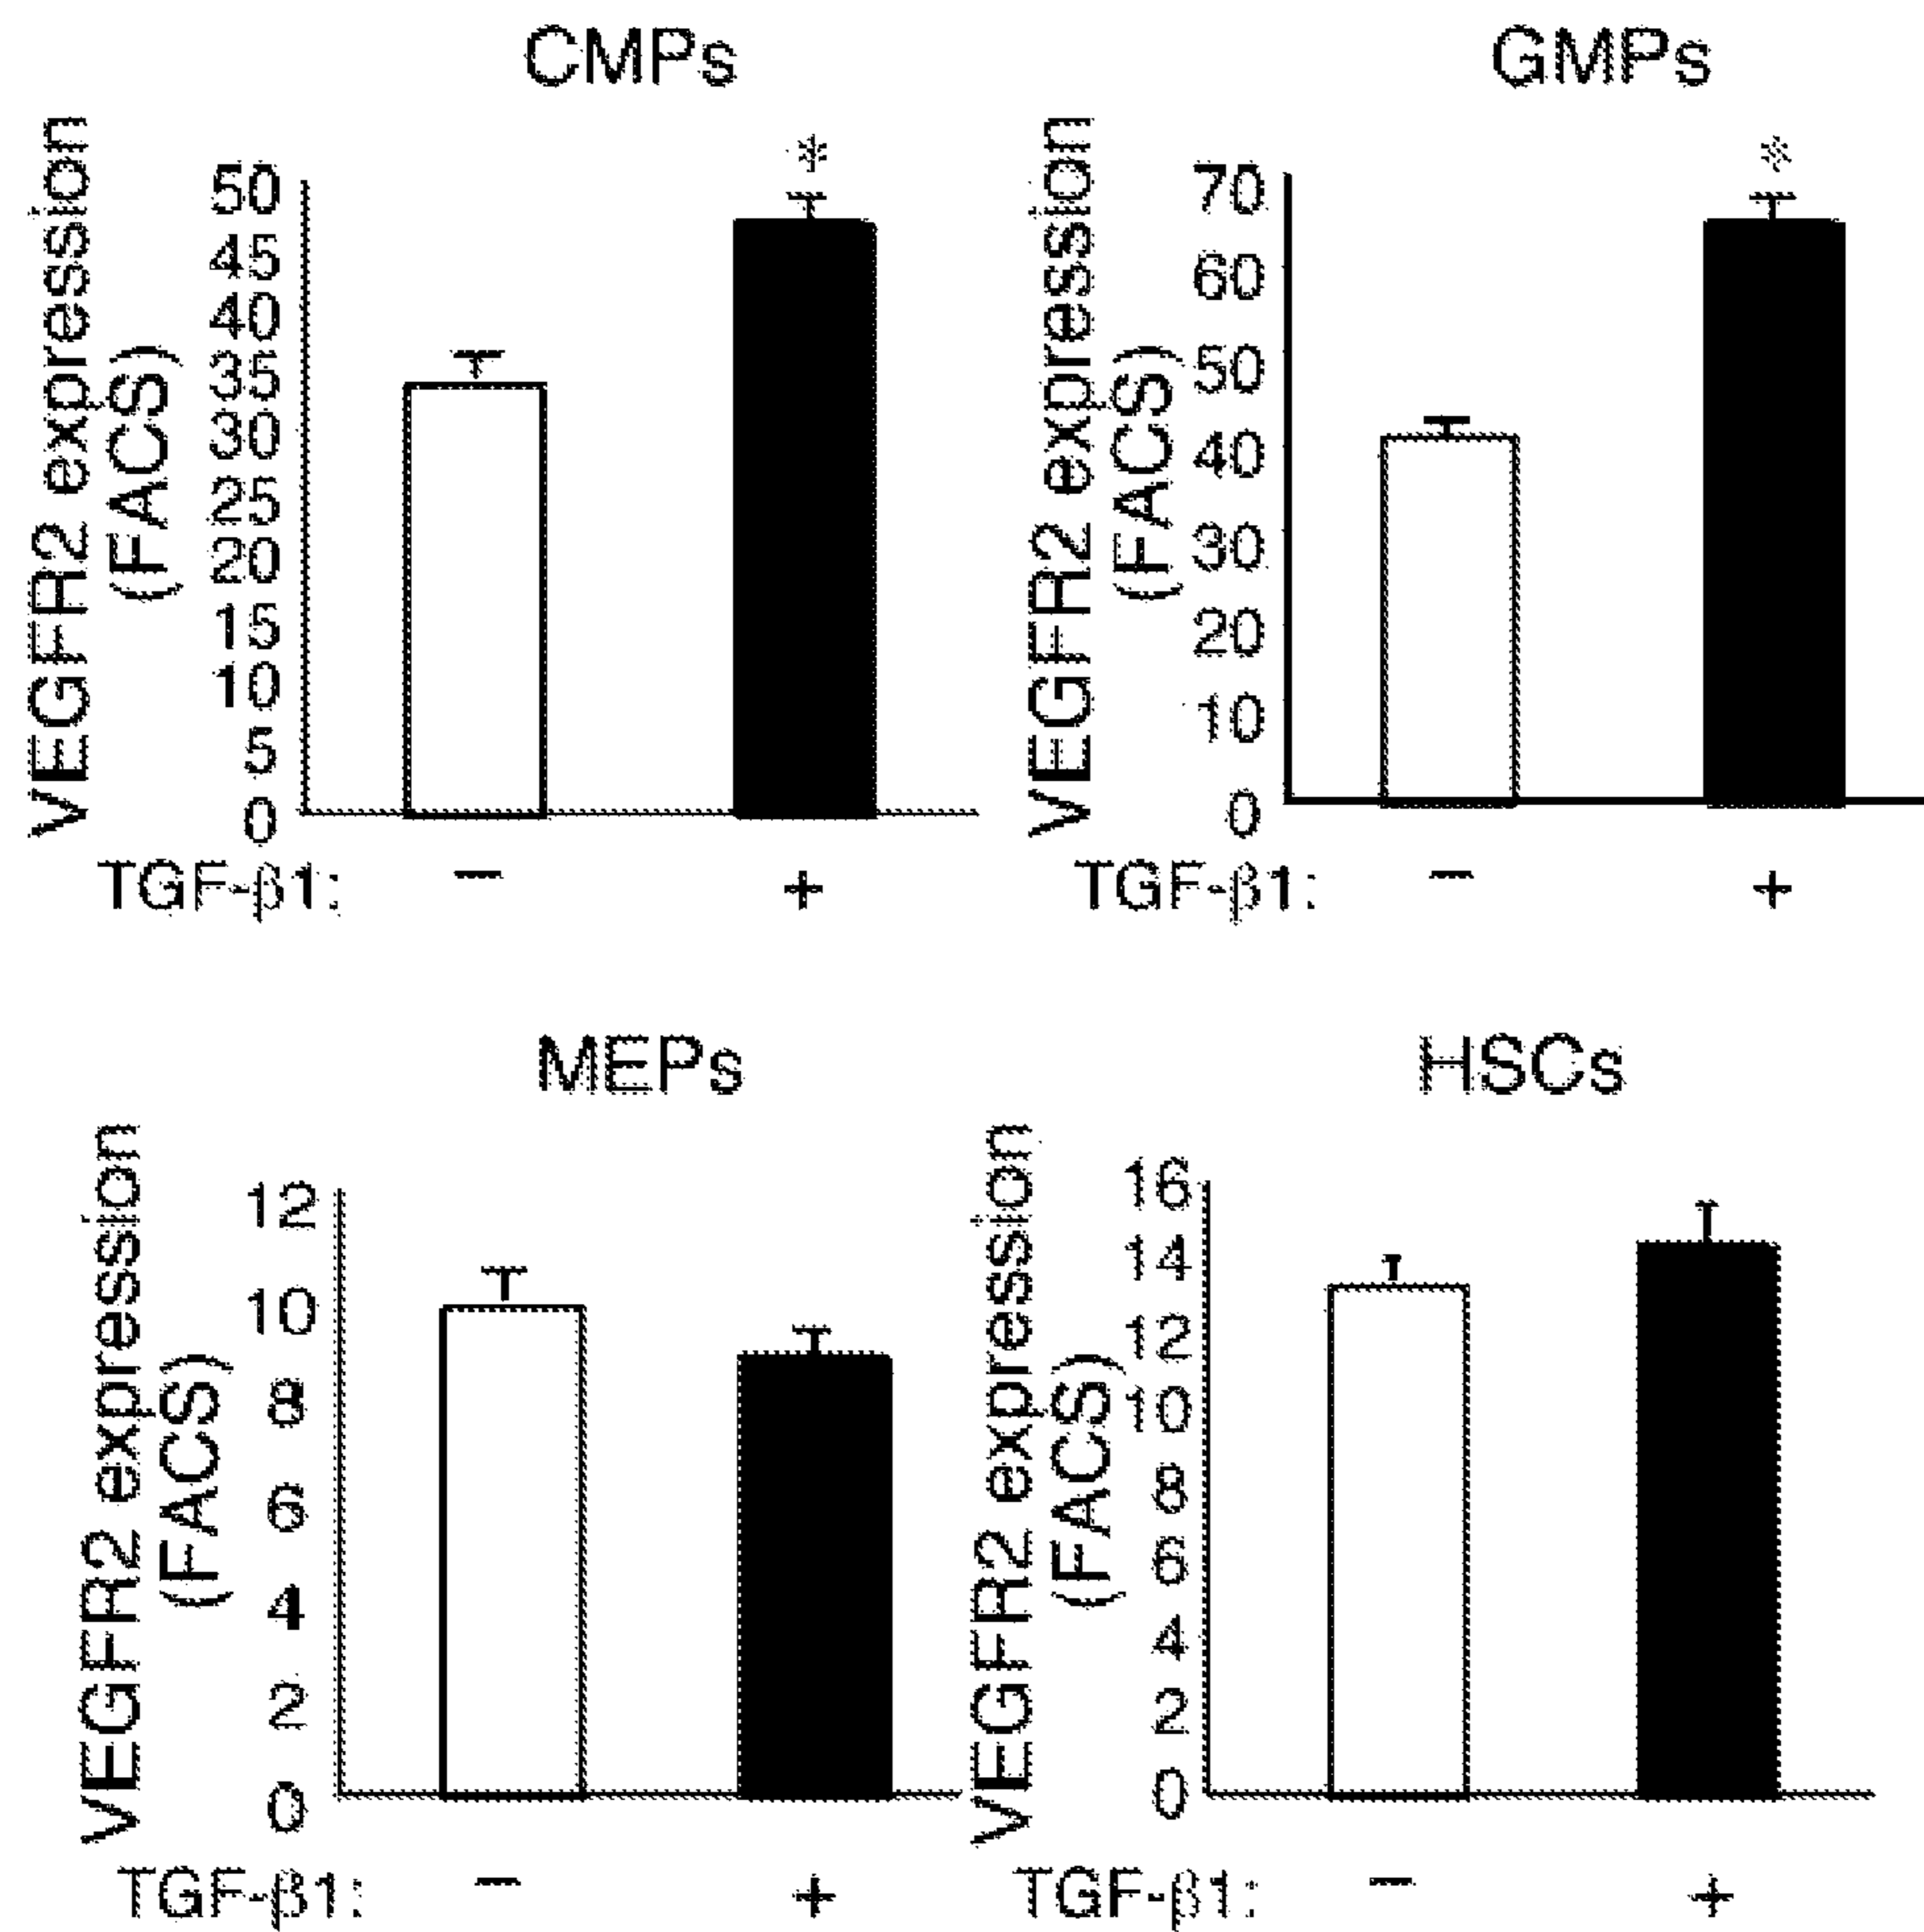 CMPs
VEGFR2 expression
(FACS)
50
45
40
35
30
25
20
15
10
5
0
*
TGF-β1: − +
GMPs
VEGFR2 expression
(FACS)
70
60
50
40
30
20
10
0
*
TGF-β1: − +
MEPs
VEGFR2 expression
(FACS)
12
10
8
6
4
2
0
TGF-β1: − +
HSCs
VEGFR2 expression
(FACS)
16
14
12
10
8
6
4
2
0
TGF-β1: − +